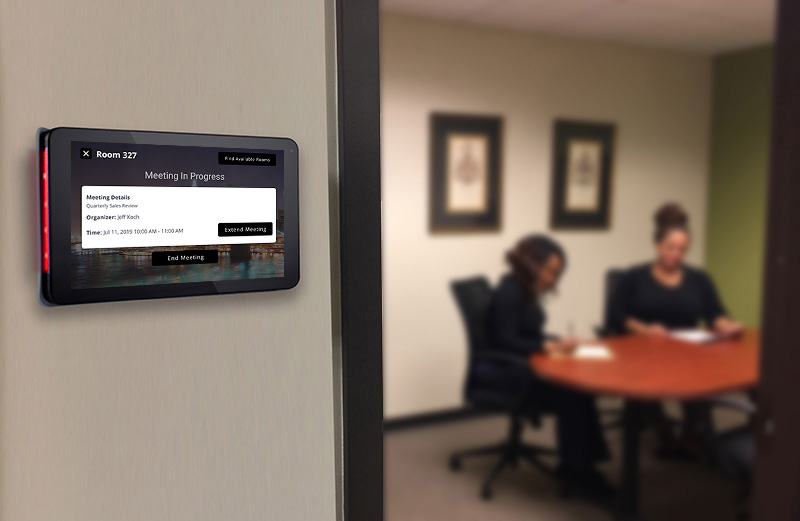 Room 327
Find Available Rooms
Meeting In Progress
Meeting Details
Quarterly Sales Review
Organizer: Jeff Koch
Time: Jul 11, 2019 10:00 AM - 11:00 AM
Extend Meeting
End Meeting